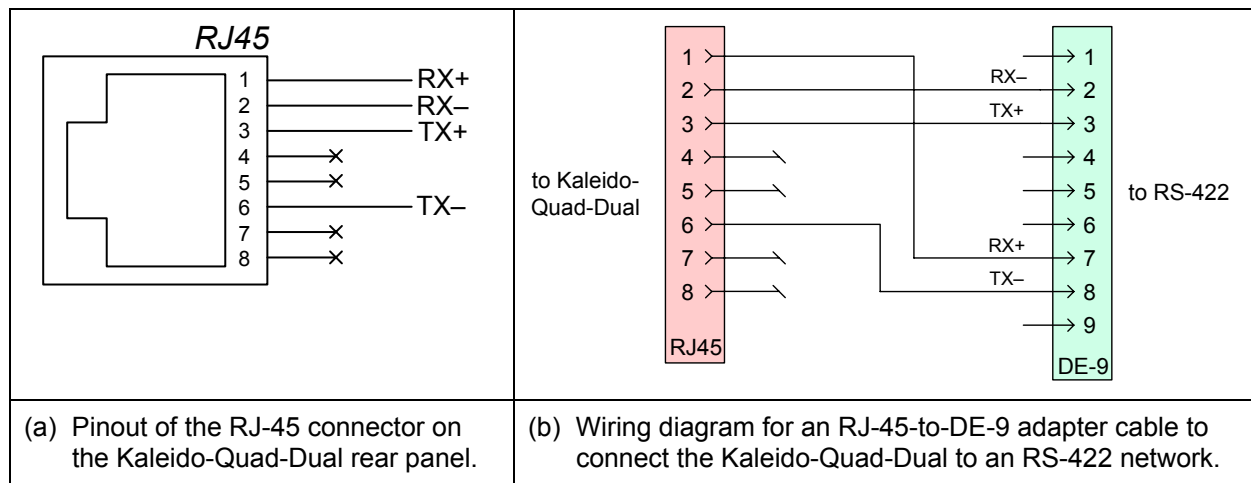 RJ45
1 RX+
2 RX–
3 TX+
4
5
6 TX–
7
8
(a) Pinout of the RJ-45 connector on
the Kaleido-Quad-Dual rear panel.
to Kaleido-
Quad-Dual
1
2
3
4
5
6
7
8
RJ45
RX–
TX+
RX+
TX–
1
2
3
4
5
6
7
8
9
DE-9
to RS-422
(b) Wiring diagram for an RJ-45-to-DE-9 adapter cable to
connect the Kaleido-Quad-Dual to an RS-422 network.